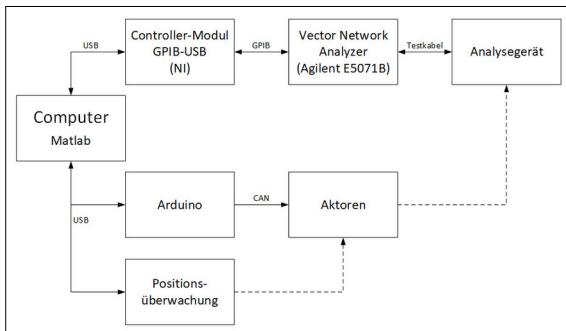 USB
Controller-Modul
GPIB-USB
(NI)
GPIB
Vector Network
Analyzer
(Agilent E5071B)
Testkabel
Analysegerät
Computer
Matlab
USB
Arduino
CAN
Aktoren
Positions-
überwachung